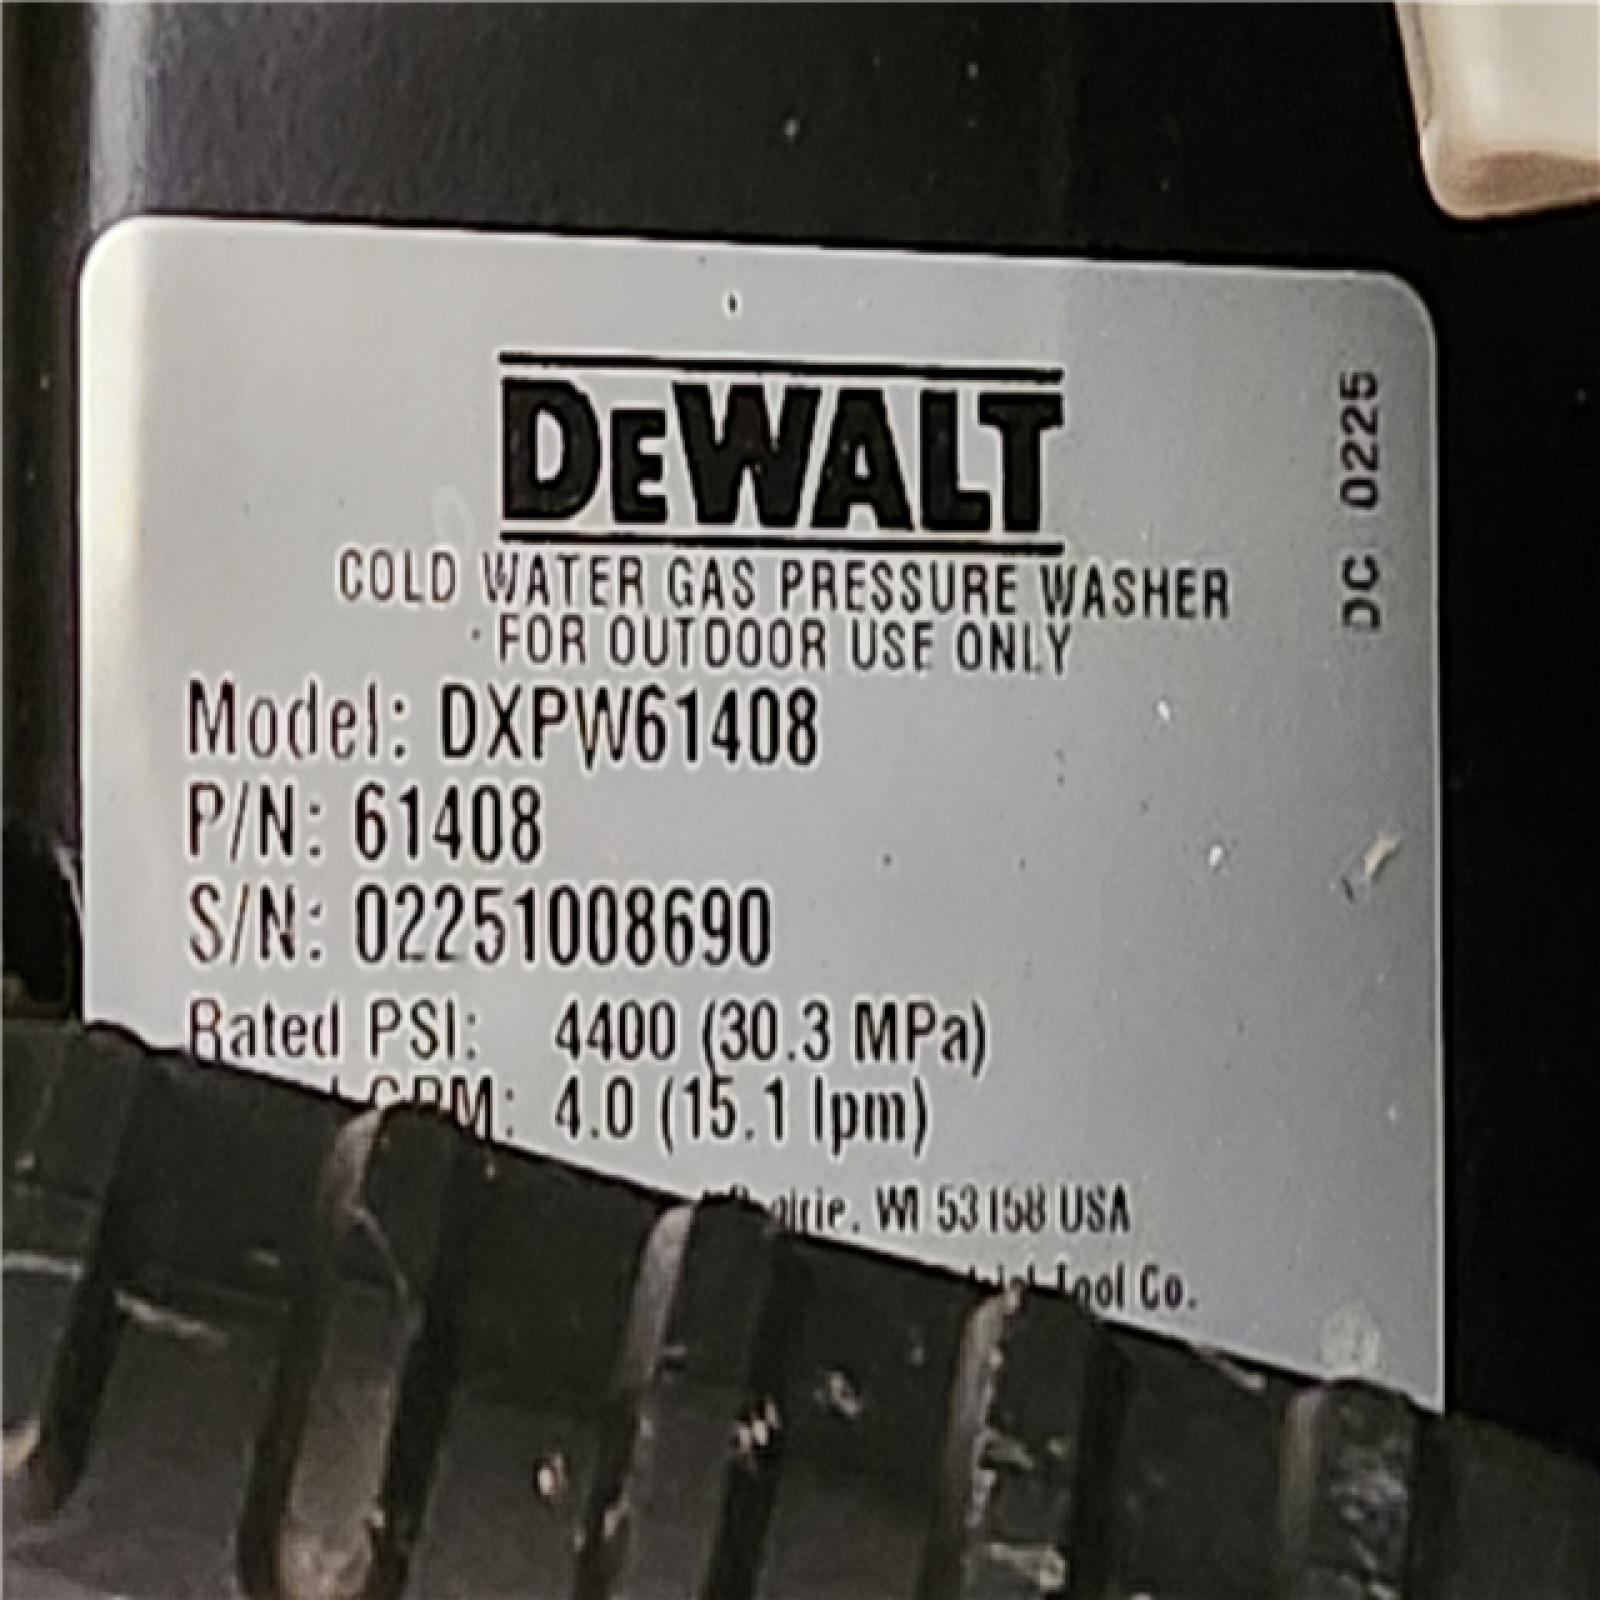 DEWALT
COLD WATER GAS PRESSURE WASHER
FOR OUTDOOR USE ONLY
Model: DXPW61408
P/N: 61408
S/N: 02251008690
Rated PSI: 4400 (30.3 MPa)
GPM: 4.0 (15.1 lpm)
WI 53158 USA
Tool Co.
DC 0225